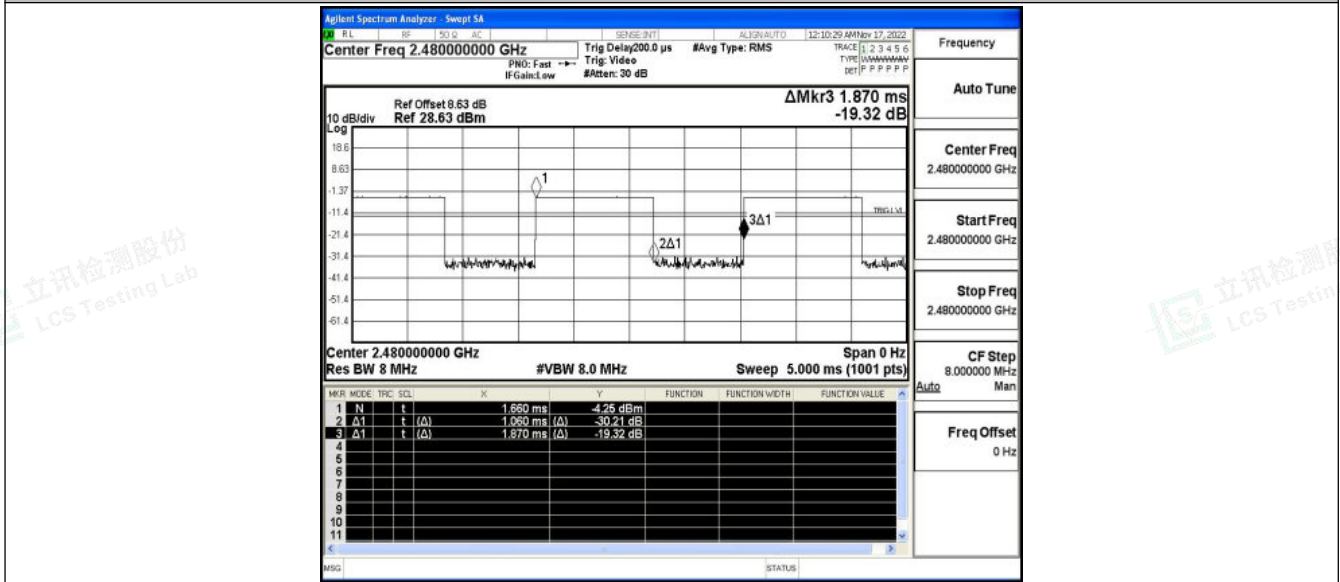 Agilent Spectrum Analyzer - Swept SA
RL RF 50 Ω AC SENSE:INT ALIGNAUTO 12:10:29 AM Nov 17, 2022
Center Freq 2.480000000 GHz
PNO: Fast
IFGain:Low
Trig Delay200.0 µs
Trig: Video
#Atten: 30 dB
#Avg Type: RMS
TRACE 1 2 3 4 5 6
TYPE
DET P P P P P P
Frequency
Auto Tune
Center Freq
2.480000000 GHz
Start Freq
2.480000000 GHz
Stop Freq
2.480000000 GHz
CF Step
8.000000 MHz
Auto Man
Freq Offset
0 Hz
ΔMkr3 1.870 ms
-19.32 dB
Ref Offset 8.63 dB
10 dB/div Ref 28.63 dBm
Log
18.6
8.63
-1.37
-11.4
-21.4
-31.4
-41.4
-51.4
-61.4
1
2Δ1
3Δ1
TRIG LVL
Center 2.480000000 GHz Span 0 Hz
Res BW 8 MHz #VBW 8.0 MHz Sweep 5.000 ms (1001 pts)
MKR MODE TRC SCL X Y FUNCTION FUNCTION WIDTH FUNCTION VALUE
1 N t 1.660 ms -4.25 dBm
2 Δ1 t (Δ) 1.060 ms (Δ) -30.21 dB
3 Δ1 t (Δ) 1.870 ms (Δ) -19.32 dB
4
5
6
7
8
9
10
11
MSG STATUS
立讯检测股份
LCS Testing Lab
立讯检测
LCS Testin